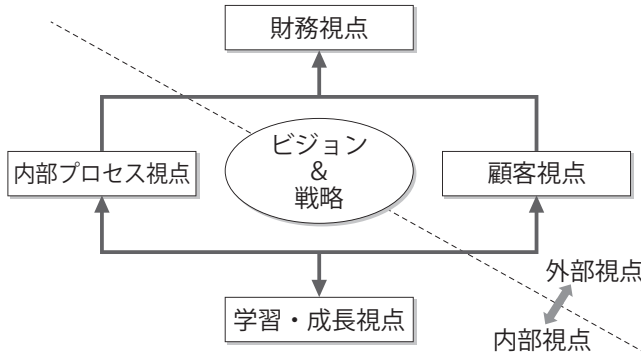 財務視点
ビジョン
&
戦略
内部プロセス視点
顧客視点
外部視点
学習・成長視点
内部視点